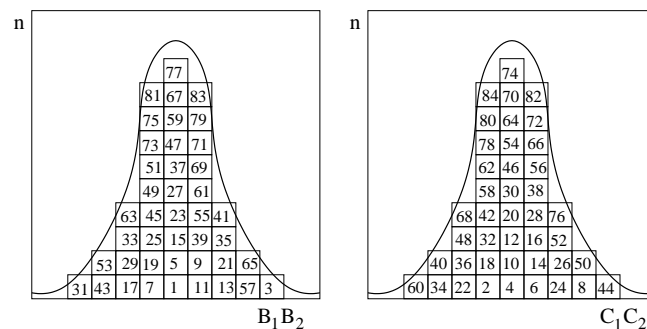 n
77
81 67 83
75 59 79
73 47 71
51 37 69
49 27 61
63 45 23 55 41
33 25 15 39 35
53 29 19 5 9 21 65
31 43 17 7 1 11 13 57 3
B₁B₂
n
74
84 70 82
80 64 72
78 54 66
62 46 56
58 30 38
68 42 20 28 76
48 32 12 16 52
40 36 18 10 14 26 50
60 34 22 2 4 6 24 8 44
C₁C₂